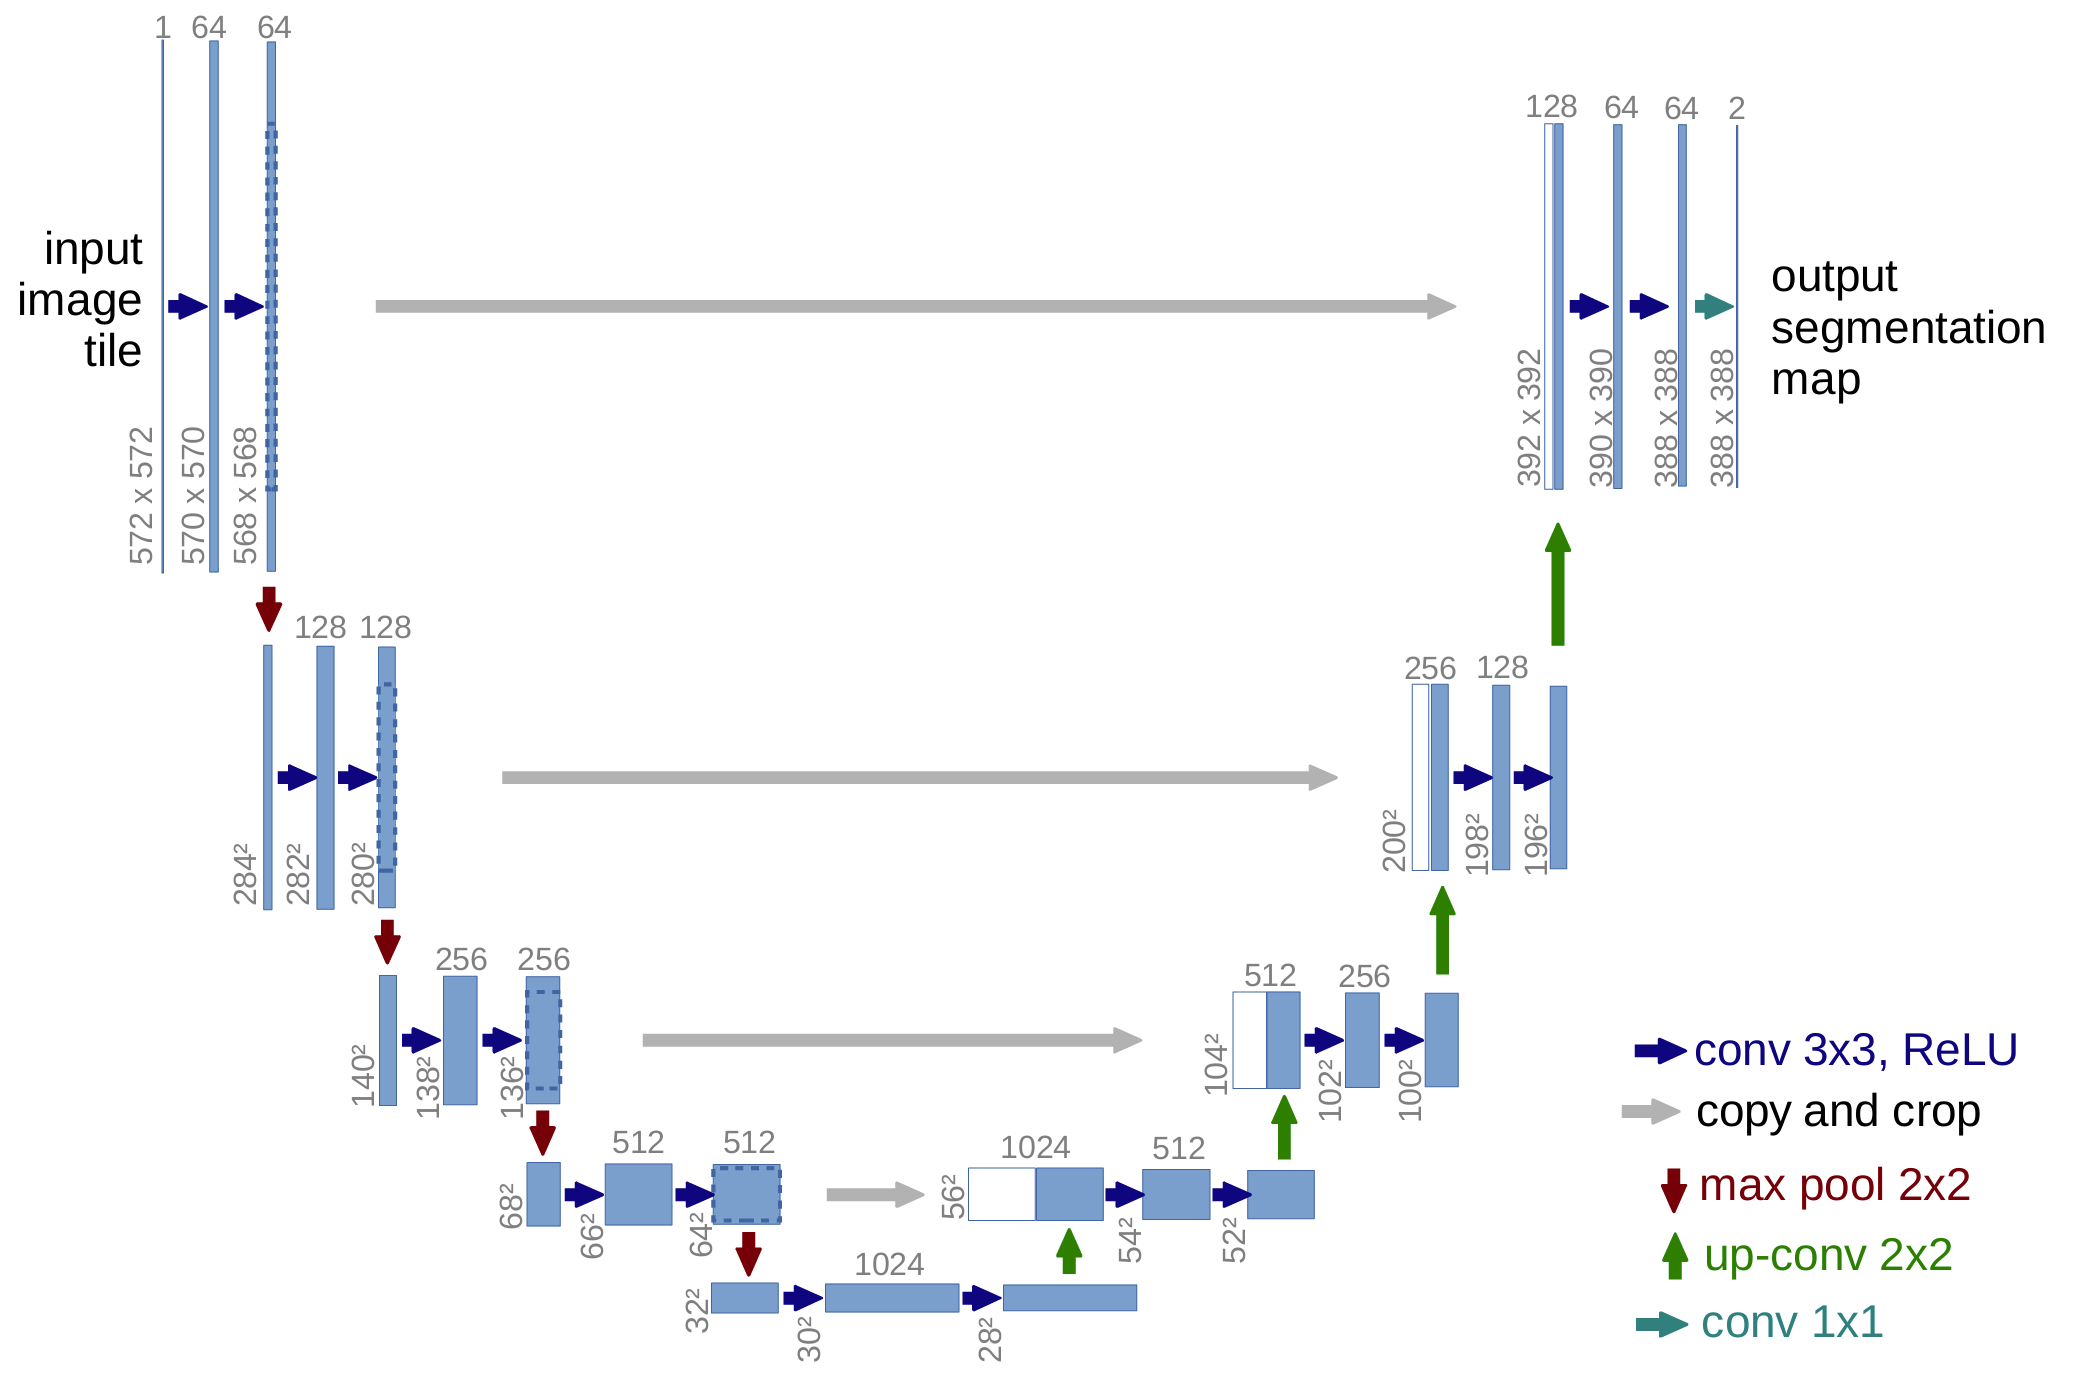 1 64 64
input
image
tile
572 x 572
570 x 570
568 x 568
128 64 64 2
output
segmentation
map
392 x 392
390 x 390
388 x 388
388 x 388
128 128
284²
282²
280²
256 128
200²
198²
196²
256 256
140²
138²
136²
512 256
104²
102²
100²
512 512
68²
66²
64²
1024 512
56²
54²
52²
1024
32²
30²
28²
conv 3x3, ReLU
copy and crop
max pool 2x2
up-conv 2x2
conv 1x1